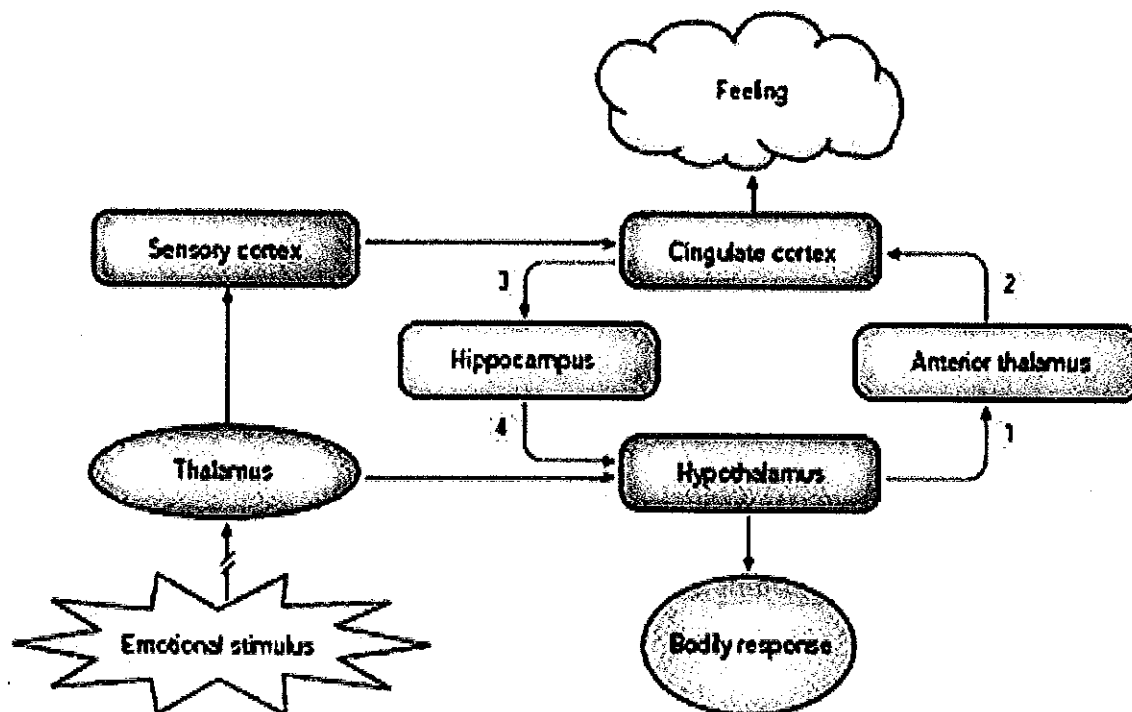 Feeling
Sensory cortex
Cingulate cortex
3
2
Hippocampus
Anterior thalamus
4
1
Thalamus
Hypothalamus
Emotional stimulus
Bodily response